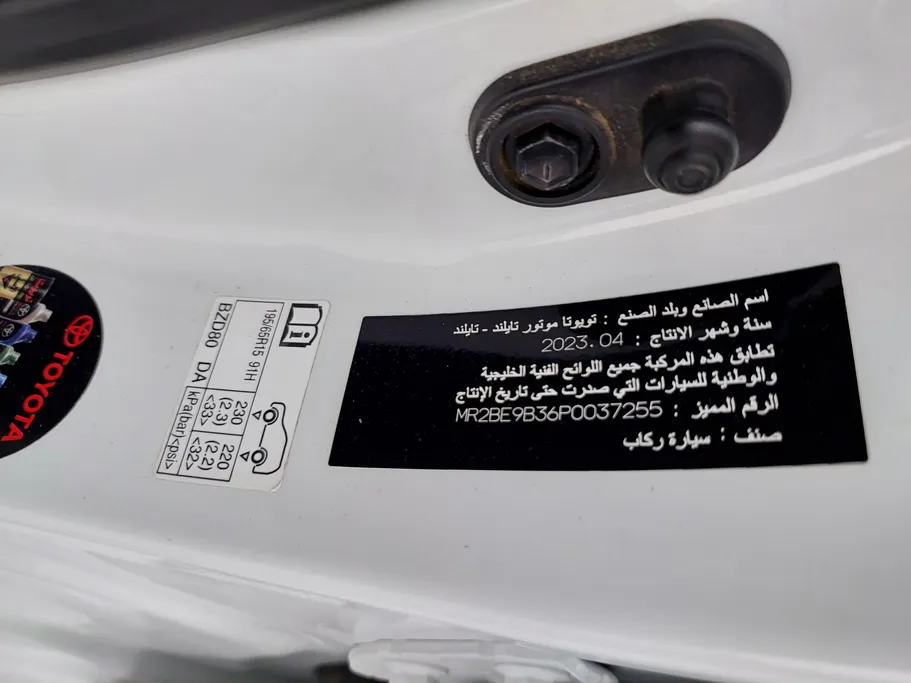 اسم الصانع وبلد الصنع : تويوتا موتور تايلند - تايلند
سنة وشهر الانتاج : 2023.04
تطابق هذه المركبة جميع اللوائح الفنية الخليجية
والوطنية للسيارات التي صدرت حتى تاريخ الإنتاج
الرقم المميز : MR2BE9B36P0037255
صنف : سيارة ركاب
195/65R15 91H
230
(2.3)
<33>
220
(2.2)
<32>
kPa(bar)<psi>
BZD80 DA
TOYOTA